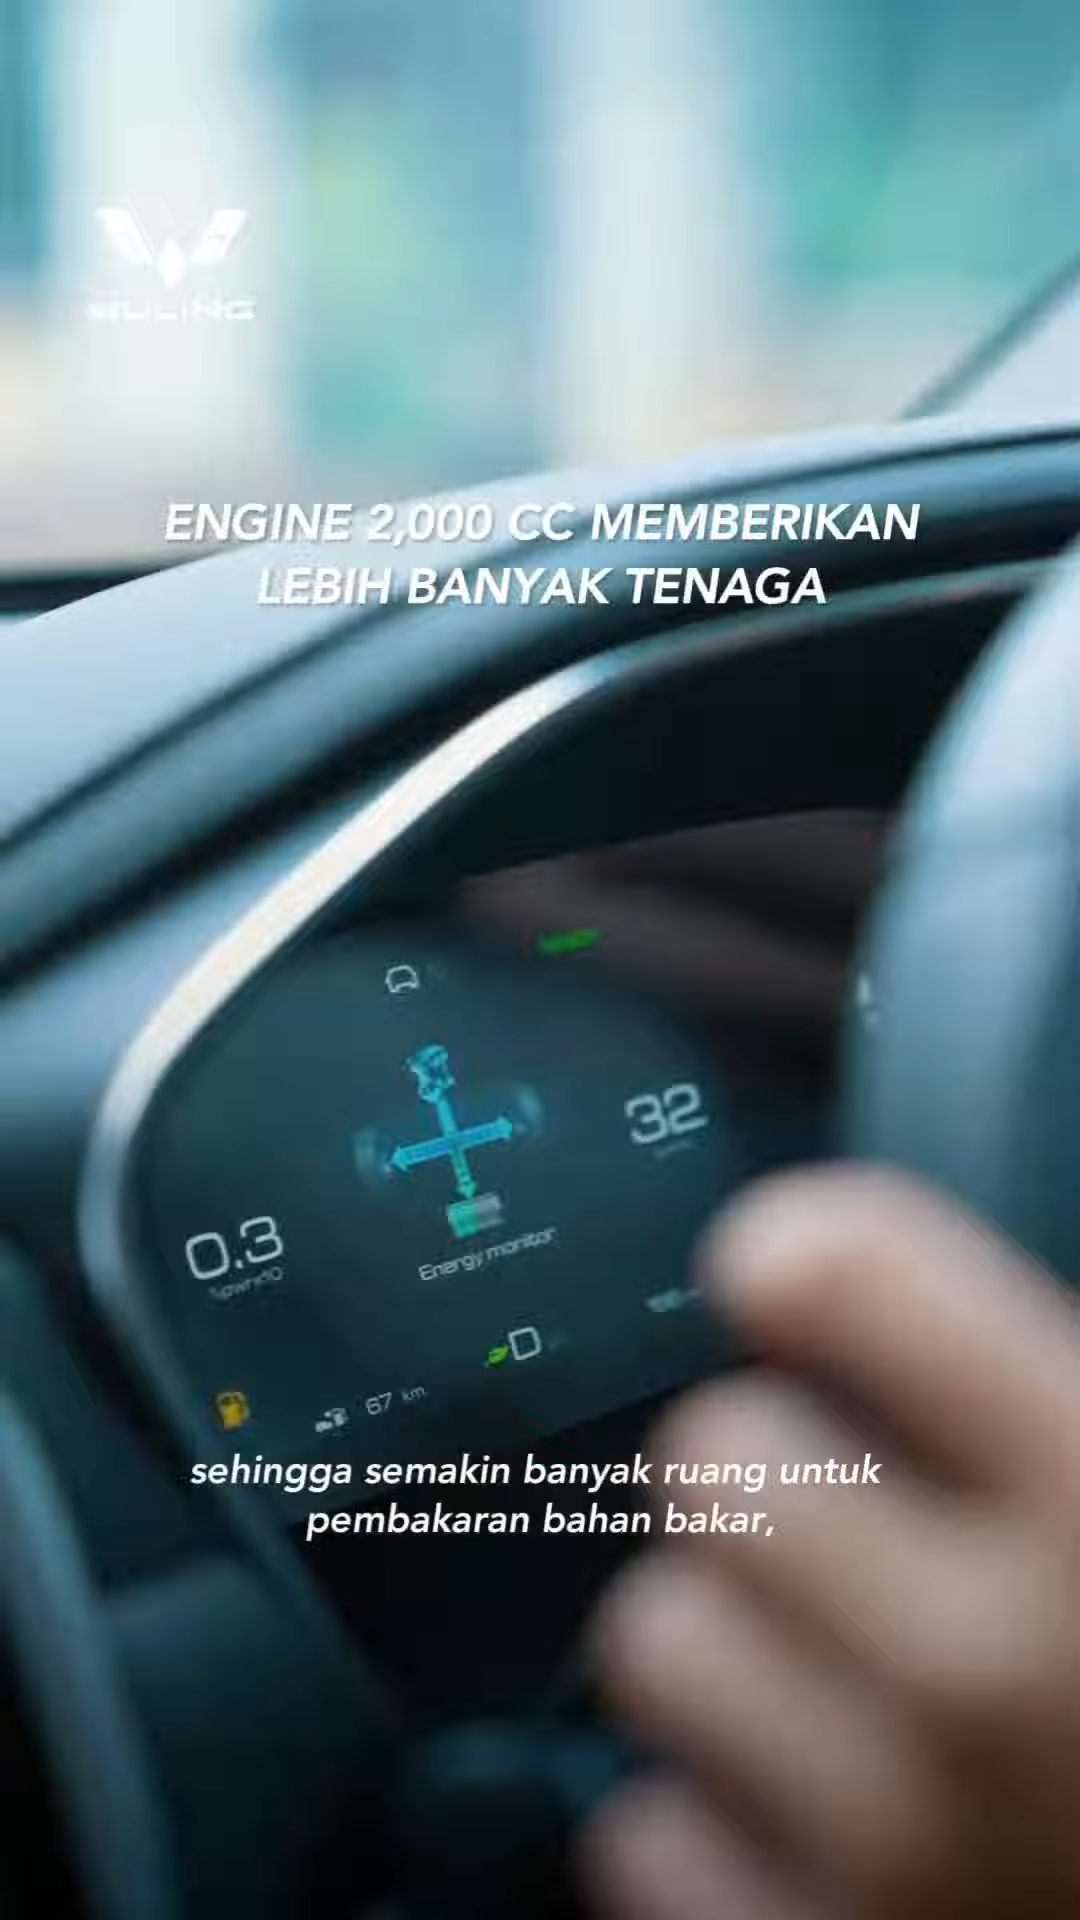 WULING
ENGINE 2,000 CC MEMBERIKAN
LEBIH BANYAK TENAGA
32
0.3
Energy monitor
D
67 km
sehingga semakin banyak ruang untuk
pembakaran bahan bakar,